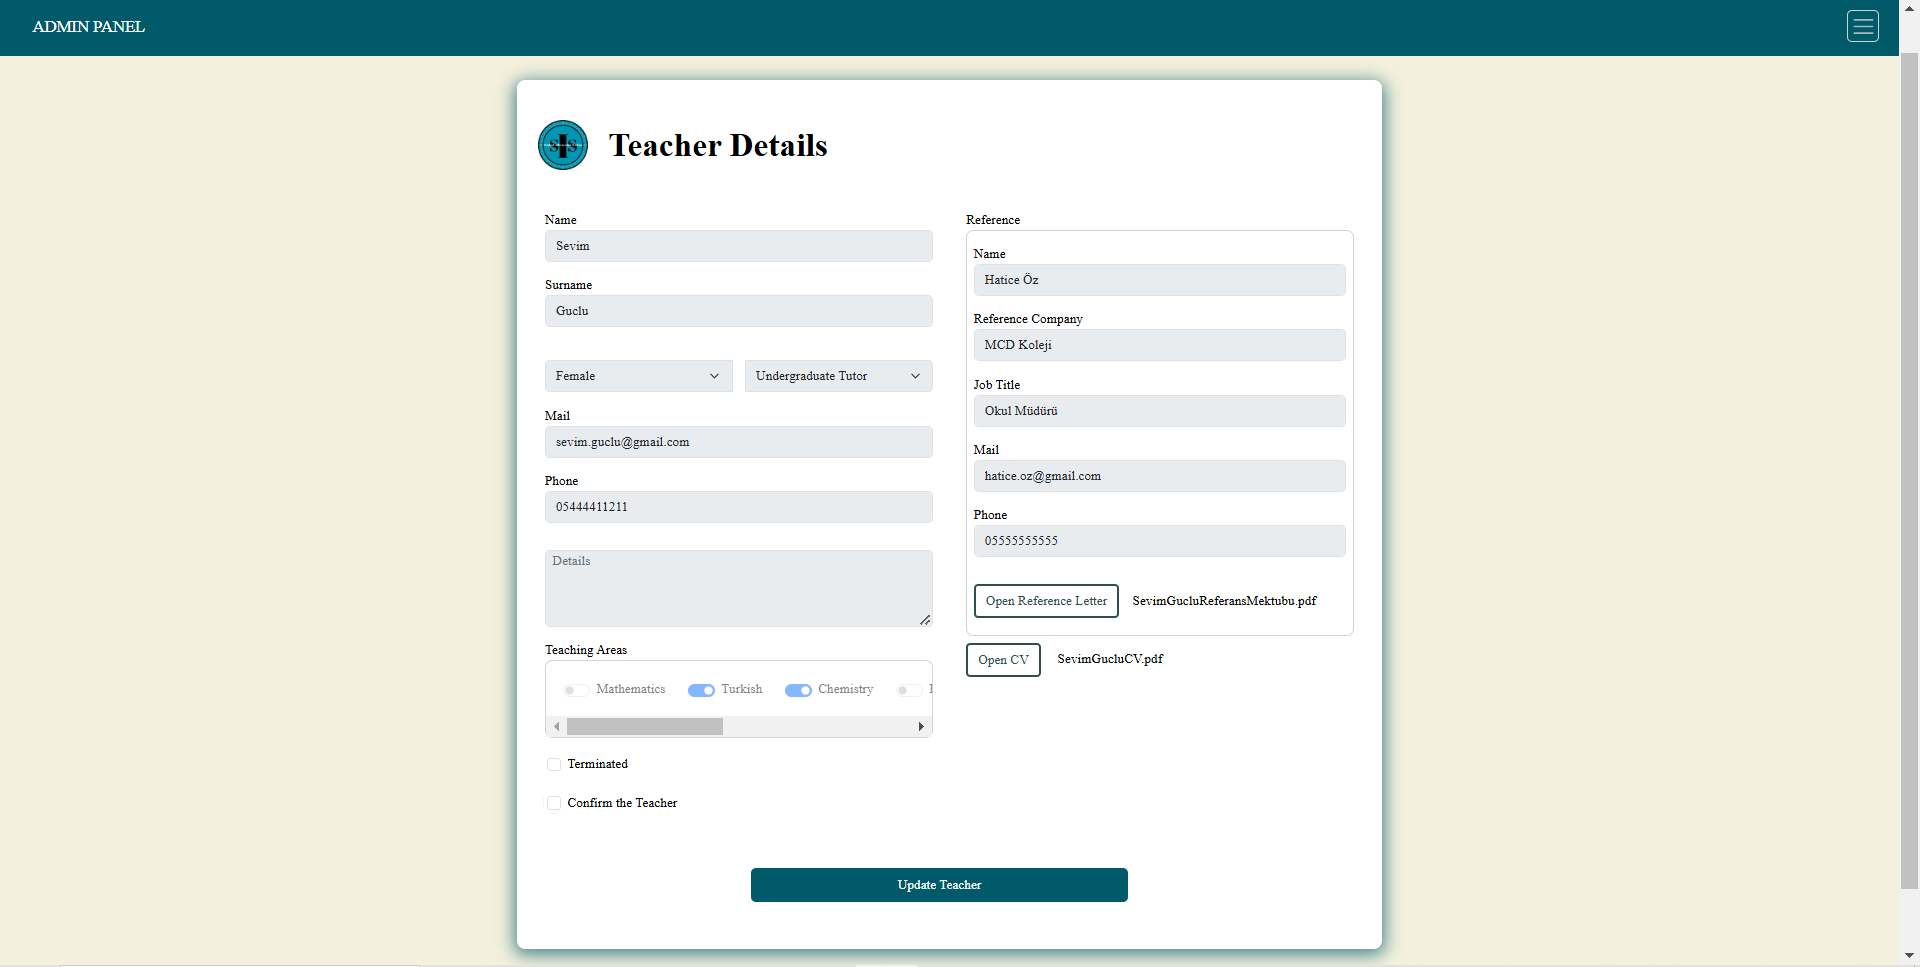 ADMIN PANEL
SIS
Teacher Details
Name
Sevim
Surname
Guclu
Female
Undergraduate Tutor
Mail
sevim.guclu@gmail.com
Phone
05444411211
Details
Teaching Areas
Mathematics
Turkish
Chemistry
Terminated
Confirm the Teacher
Reference
Name
Hatice Öz
Reference Company
MCD Koleji
Job Title
Okul Müdürü
Mail
hatice.oz@gmail.com
Phone
05555555555
Open Reference Letter
SevimGucluReferansMektubu.pdf
Open CV
SevimGucluCV.pdf
Update Teacher